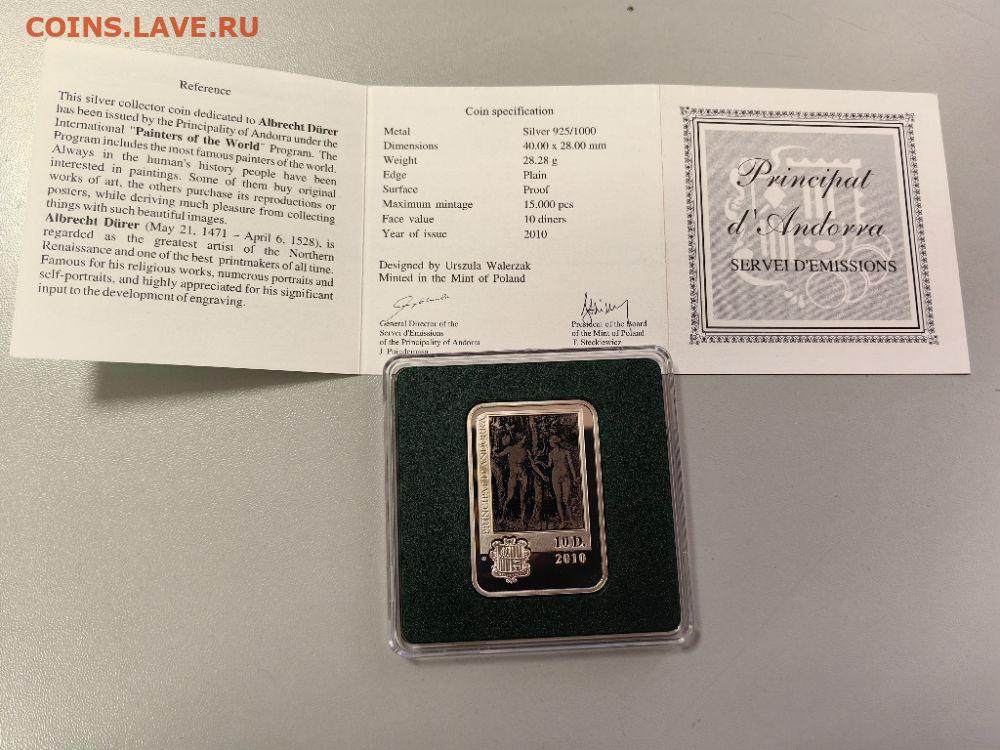 COINS.LAVE.RU
Reference
This silver collector coin dedicated to Albrecht Dürer
has been issued by the Principality of Andorra under the
International "Painters of the World" Program. The
Program includes the most famous painters of the world.
Always in the human's history people have been
interested in paintings. Some of them buy original
works of art, the others purchase its reproductions or
posters, while deriving much pleasure from collecting
things with such beautiful images.
Albrecht Dürer (May 21, 1471 – April 6, 1528), is
regarded as the greatest artist of the Northern
Renaissance and one of the best printmakers of all time.
Famous for his religious works, numerous portraits and
self-portraits, and highly appreciated for his significant
input to the development of engraving.
Coin specification
Metal Silver 925/1000
Dimensions 40.00 x 28.00 mm
Weight 28.28 g
Edge Plain
Surface Proof
Maximum mintage 15.000 pcs
Face value 10 diners
Year of issue 2010
Designed by Urszula Walerzak
Minted in the Mint of Poland
General Director of the
Servei d'Emissions
of the Principality of Andorra
J.
President of the Board
of the Mint of Poland
T. Steckiewicz
Principat
d'Andorra
SERVEI D'EMISSIONS
PRINCIPAT D'ANDORRA
10 D.
2010